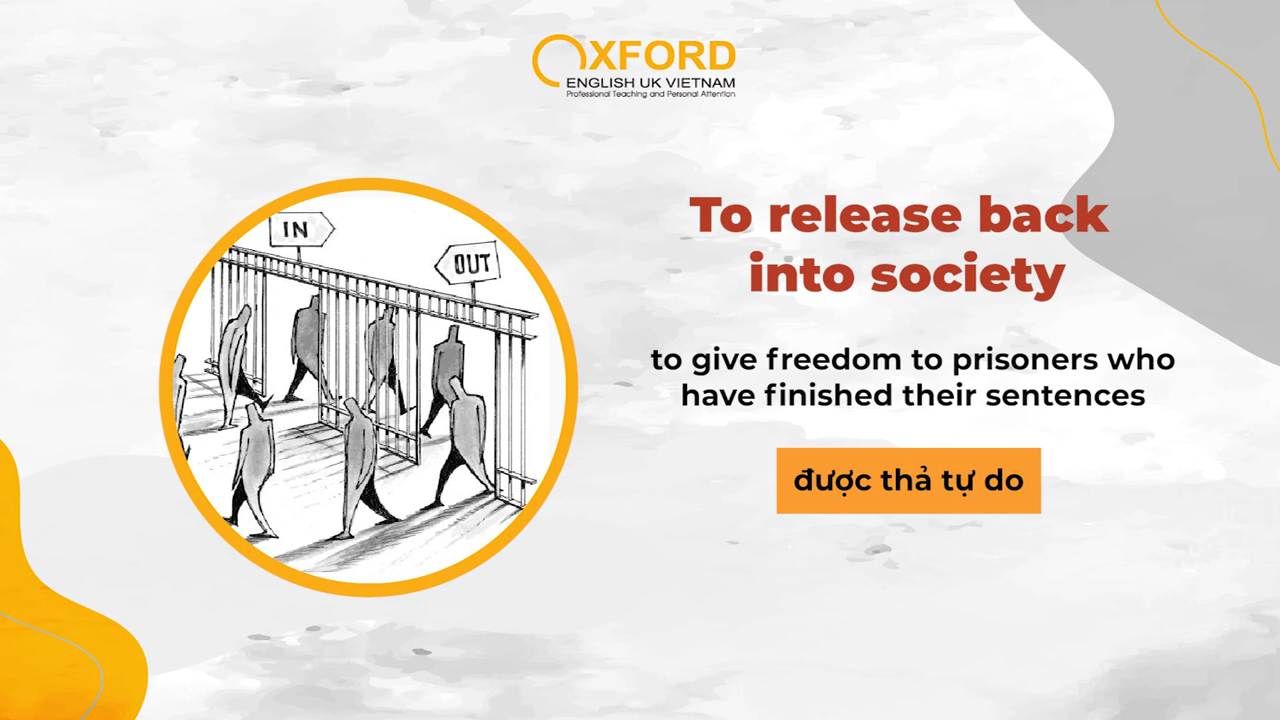 OXFORD
ENGLISH UK VIETNAM
Professional Teaching and Personal Attention
IN
OUT
To release back
into society
to give freedom to prisoners who
have finished their sentences
được thả tự do